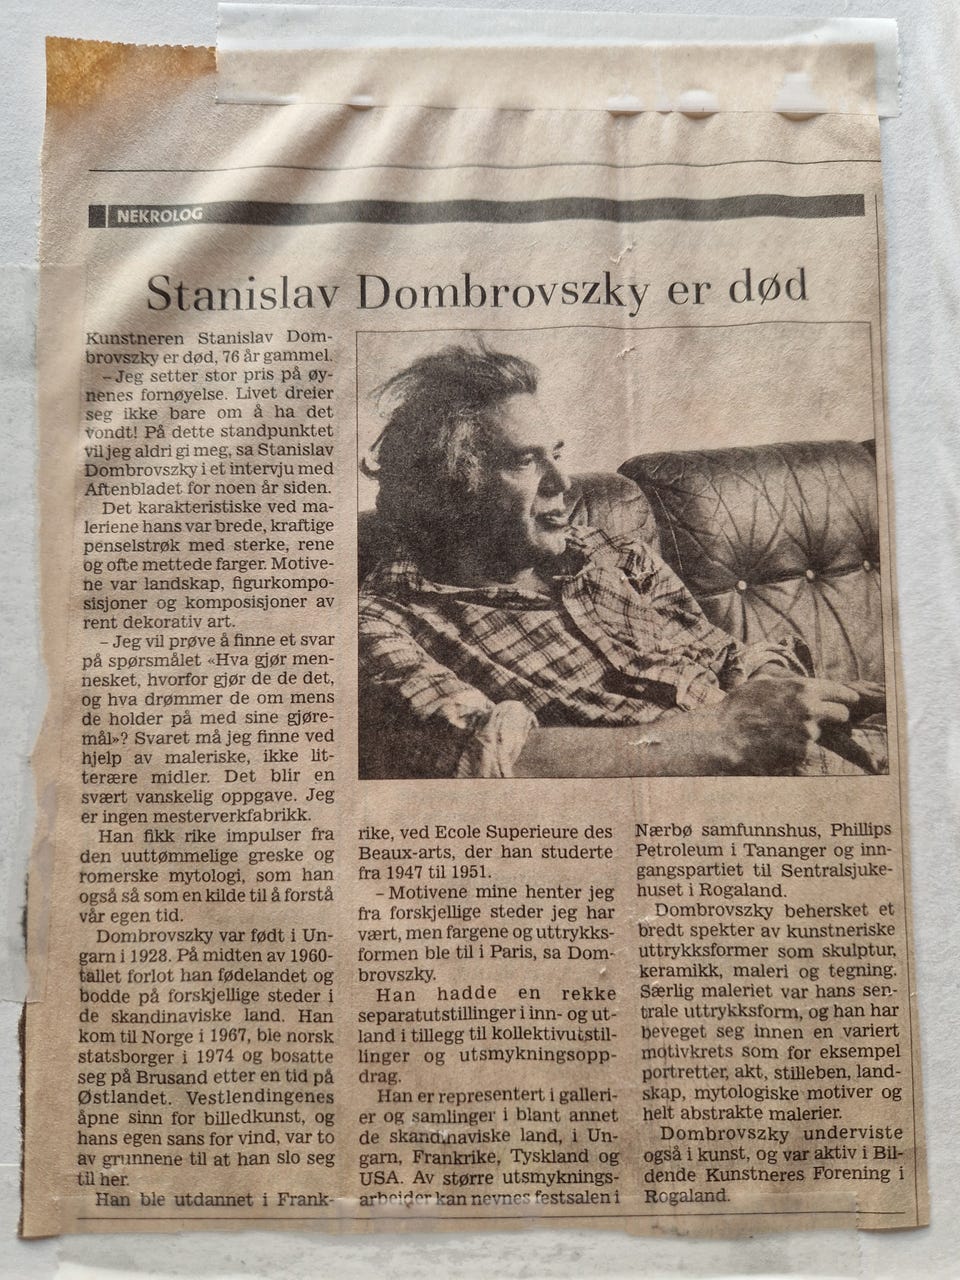 NEKROLOG
Stanislav Dombrovszky er død
Kunstneren Stanislav Dom-
brovszky er død, 76 år gammel.
– Jeg setter stor pris på øy-
nenes fornøyelse. Livet dreier
seg ikke bare om å ha det
vondt! På dette standpunktet
vil jeg aldri gi meg, sa Stanislav
Dombrovszky i et intervju med
Aftenbladet for noen år siden.
Det karakteristiske ved ma-
leriene hans var brede, kraftige
penselstrøk med sterke, rene
og ofte mettede farger. Motive-
ne var landskap, figurkompo-
sisjoner og komposisjoner av
rent dekorativ art.
– Jeg vil prøve å finne et svar
på spørsmålet «Hva gjør men-
nesket, hvorfor gjør de de det,
og hva drømmer de om mens
de holder på med sine gjøre-
mål»? Svaret må jeg finne ved
hjelp av maleriske, ikke lit-
terære midler. Det blir en
svært vanskelig oppgave. Jeg
er ingen mesterverkfabrikk.
Han fikk rike impulser fra
den uuttømmelige greske og
romerske mytologi, som han
også så som en kilde til å forstå
vår egen tid.
Dombrovszky var født i Un-
garn i 1928. På midten av 1960-
tallet forlot han fødelandet og
bodde på forskjellige steder i
de skandinaviske land. Han
kom til Norge i 1967, ble norsk
statsborger i 1974 og bosatte
seg på Brusand etter en tid på
Østlandet. Vestlendingenes
åpne sinn for billedkunst, og
hans egen sans for vind, var to
av grunnene til at han slo seg
til her.
Han ble utdannet i Frank-
rike, ved Ecole Superieure des
Beaux-arts, der han studerte
fra 1947 til 1951.
– Motivene mine henter jeg
fra forskjellige steder jeg har
vært, men fargene og uttrykks-
formen ble til i Paris, sa Dom-
brovszky.
Han hadde en rekke
separatutstillinger i inn- og ut-
land i tillegg til kollektivutstil-
linger og utsmykningsopp-
drag.
Han er representert i galleri-
er og samlinger i blant annet
de skandinaviske land, i Un-
garn, Frankrike, Tyskland og
USA. Av større utsmyknings-
arbeider kan nevnes festsalen i
Nærbø samfunnshus, Phillips
Petroleum i Tananger og inn-
gangspartiet til Sentralsjuke-
huset i Rogaland.
Dombrovszky behersket et
bredt spekter av kunstneriske
uttrykksformer som skulptur,
keramikk, maleri og tegning.
Særlig maleriet var hans sen-
trale uttrykksform, og han har
beveget seg innen en variert
motivkrets som for eksempel
portretter, akt, stilleben, land-
skap, mytologiske motiver og
helt abstrakte malerier.
Dombrovszky underviste
også i kunst, og var aktiv i Bil-
dende Kunstneres Forening i
Rogaland.